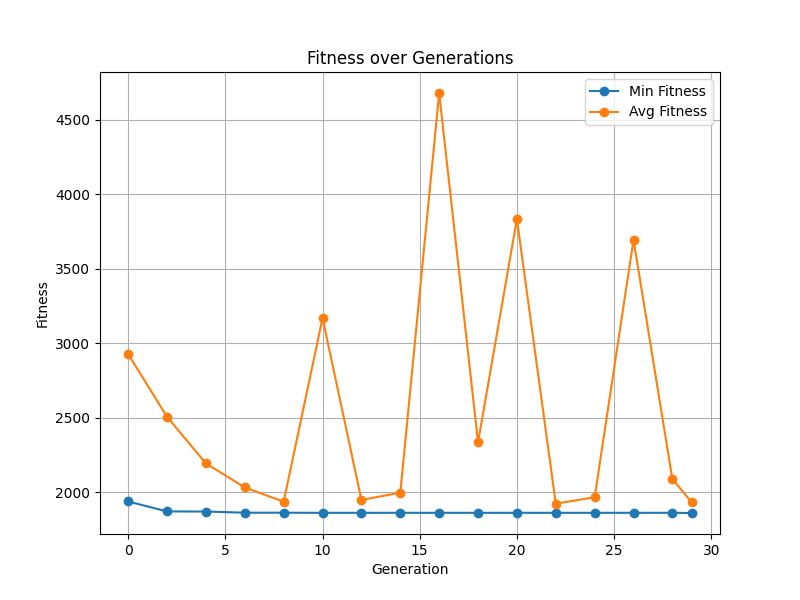 Fitness over Generations
Min Fitness
Avg Fitness
4500
4000
3500
3000
2500
2000
Fitness
0 5 10 15 20 25 30
Generation